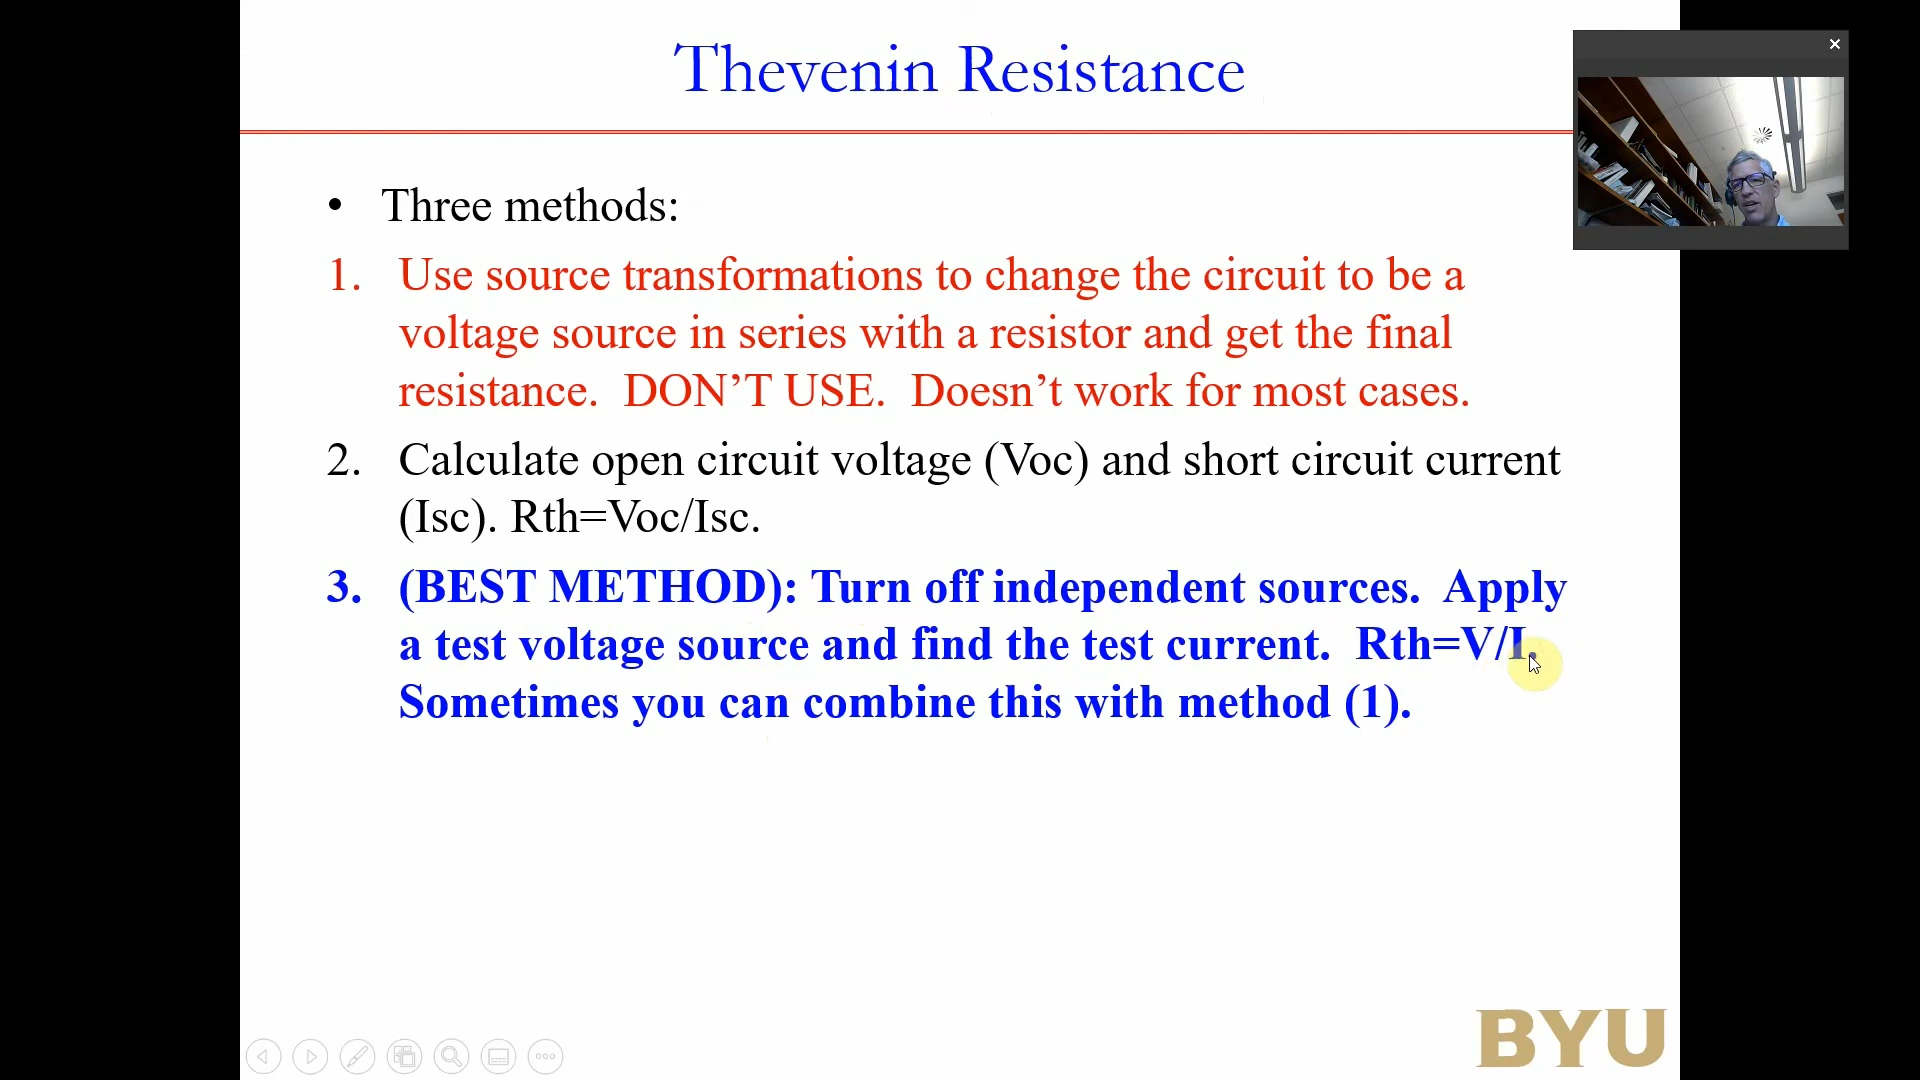 Thevenin Resistance
• Three methods:
1. Use source transformations to change the circuit to be a
voltage source in series with a resistor and get the final
resistance.  DON’T USE.  Doesn’t work for most cases.
2. Calculate open circuit voltage (Voc) and short circuit current
(Isc). Rth=Voc/Isc.
3. (BEST METHOD): Turn off independent sources.  Apply
a test voltage source and find the test current.  Rth=V/I.
Sometimes you can combine this with method (1).
BYU